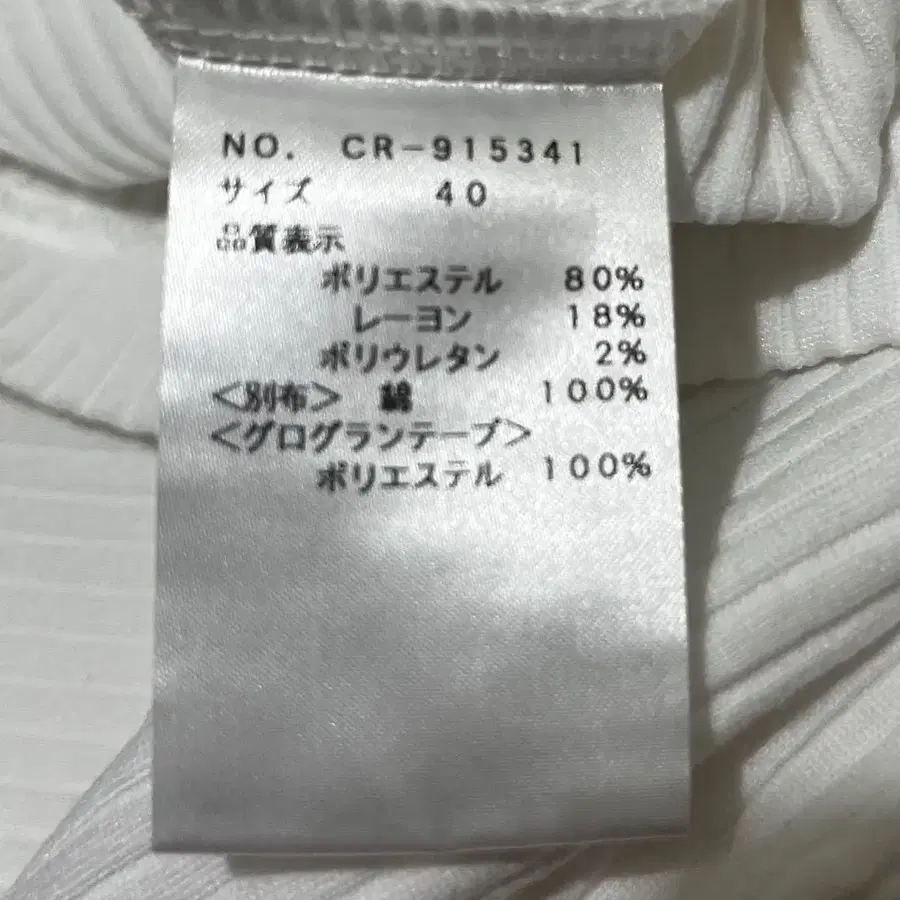 NO. CR-915341
サイズ 40
品質表示
ポリエステル 80%
レーヨン 18%
ポリウレタン 2%
<別布> 綿 100%
<グログランテープ>
ポリエステル 100%